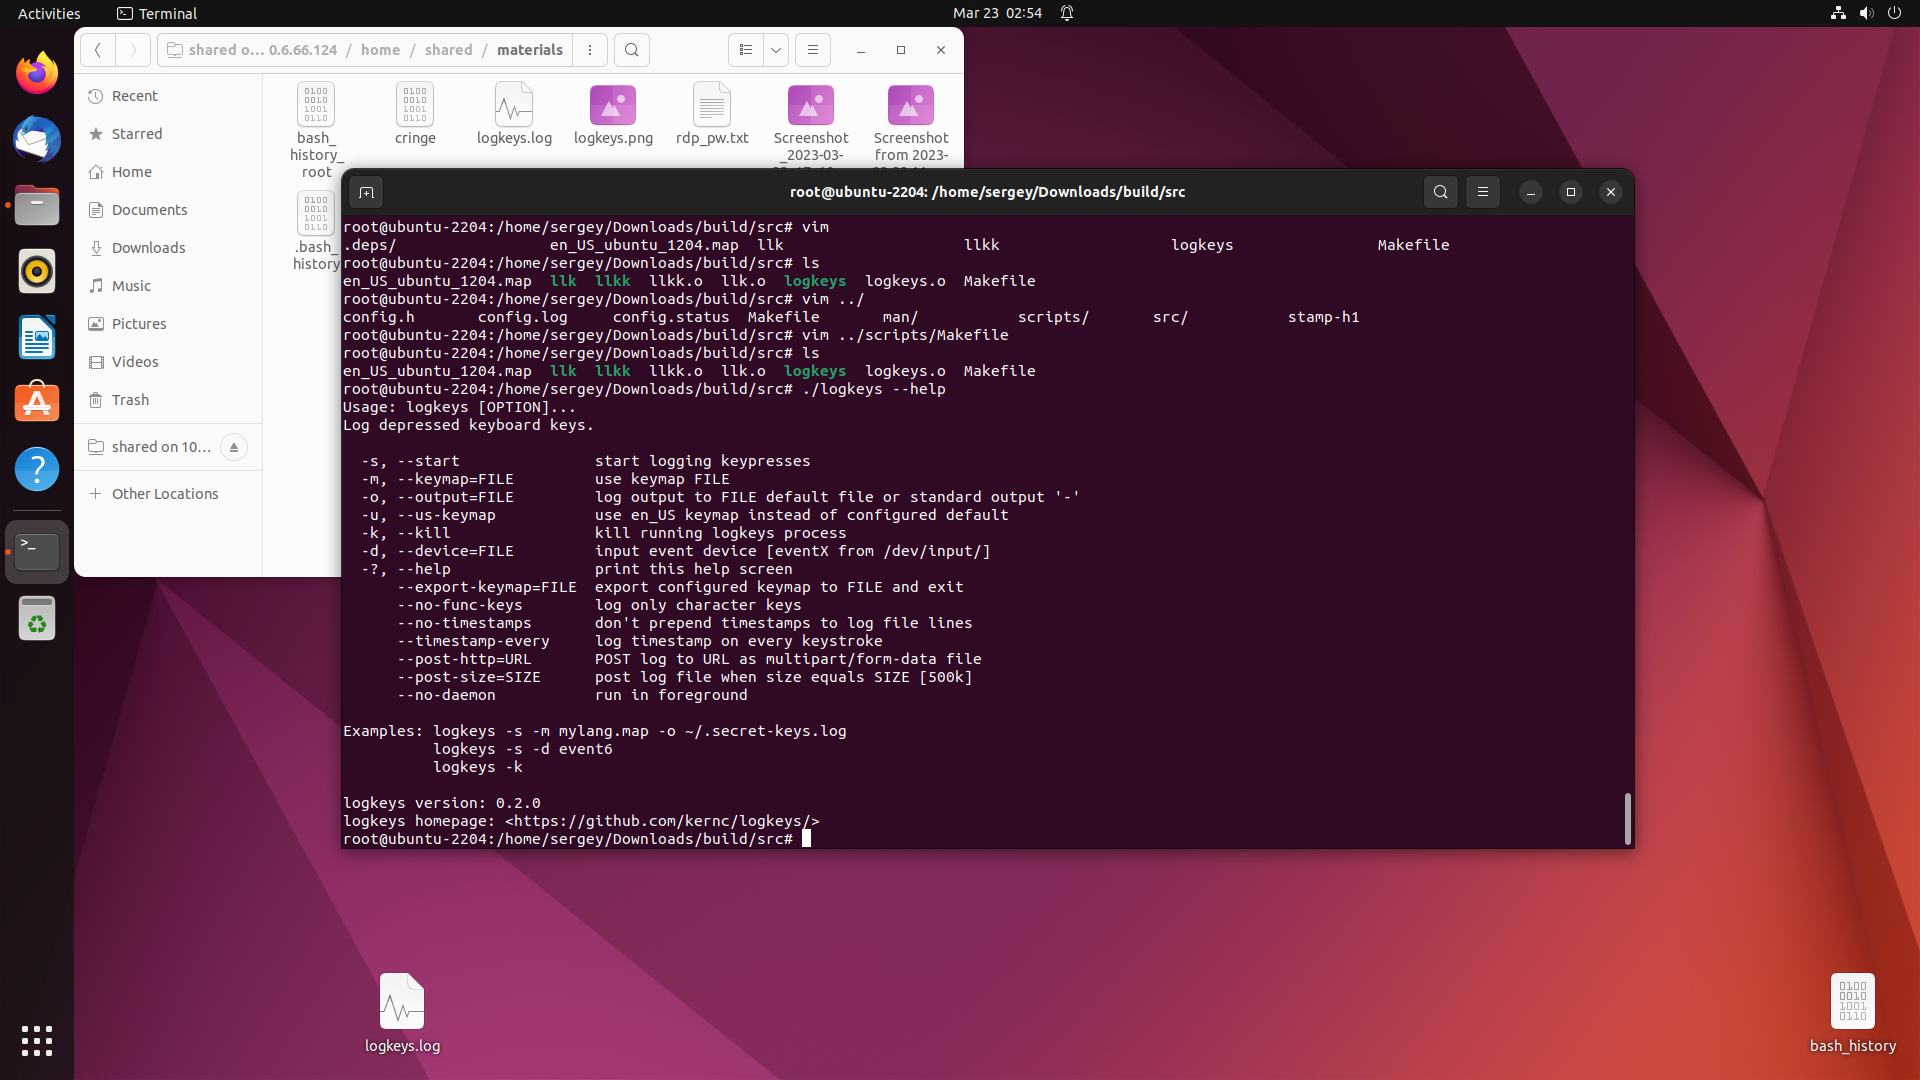 Activities
Terminal
Mar 23 02:54
shared o... 0.6.66.124 / home / shared / materials
Recent
Starred
Home
Documents
Downloads
Music
Pictures
Videos
Trash
shared on 10...
Other Locations
bash_
history_
root
cringe
logkeys.log
logkeys.png
rdp_pw.txt
Screenshot
_2023-03-
Screenshot
from 2023-
.bash_
history
root@ubuntu-2204: /home/sergey/Downloads/build/src
root@ubuntu-2204:/home/sergey/Downloads/build/src# vim
.deps/ en_US_ubuntu_1204.map llk llkk logkeys Makefile
root@ubuntu-2204:/home/sergey/Downloads/build/src# ls
en_US_ubuntu_1204.map llk llkk llkk.o llk.o logkeys logkeys.o Makefile
root@ubuntu-2204:/home/sergey/Downloads/build/src# vim ../
config.h config.log config.status Makefile man/ scripts/ src/ stamp-h1
root@ubuntu-2204:/home/sergey/Downloads/build/src# vim ../scripts/Makefile
root@ubuntu-2204:/home/sergey/Downloads/build/src# ls
en_US_ubuntu_1204.map llk llkk llkk.o llk.o logkeys logkeys.o Makefile
root@ubuntu-2204:/home/sergey/Downloads/build/src# ./logkeys --help
Usage: logkeys [OPTION]...
Log depressed keyboard keys.
-s, --start start logging keypresses
-m, --keymap=FILE use keymap FILE
-o, --output=FILE log output to FILE default file or standard output '-'
-u, --us-keymap use en_US keymap instead of configured default
-k, --kill kill running logkeys process
-d, --device=FILE input event device [eventX from /dev/input/]
-?, --help print this help screen
--export-keymap=FILE export configured keymap to FILE and exit
--no-func-keys log only character keys
--no-timestamps don't prepend timestamps to log file lines
--timestamp-every log timestamp on every keystroke
--post-http=URL POST log to URL as multipart/form-data file
--post-size=SIZE post log file when size equals SIZE [500k]
--no-daemon run in foreground
Examples: logkeys -s -m mylang.map -o ~/.secret-keys.log
logkeys -s -d event6
logkeys -k
logkeys version: 0.2.0
logkeys homepage: <https://github.com/kernc/logkeys/>
root@ubuntu-2204:/home/sergey/Downloads/build/src#
logkeys.log
bash_history